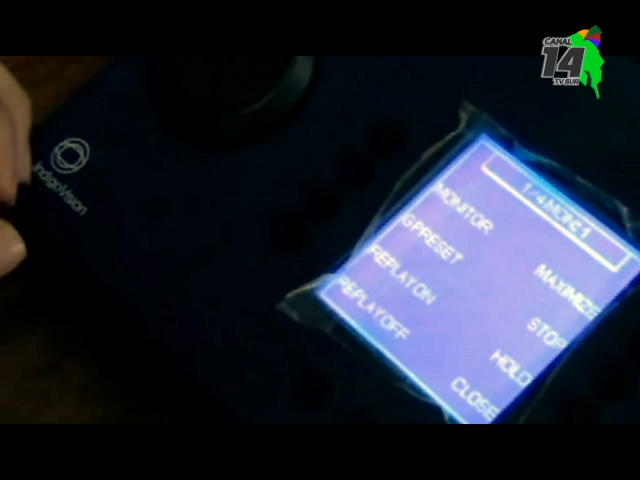 CANAL
14
TV SUR
IndigoVision
1/4 MON:1
MONITOR
GPRESET
REPLAYON
REPLAYOFF
MAXIMIZE
STOP
HOLD
CLOSE